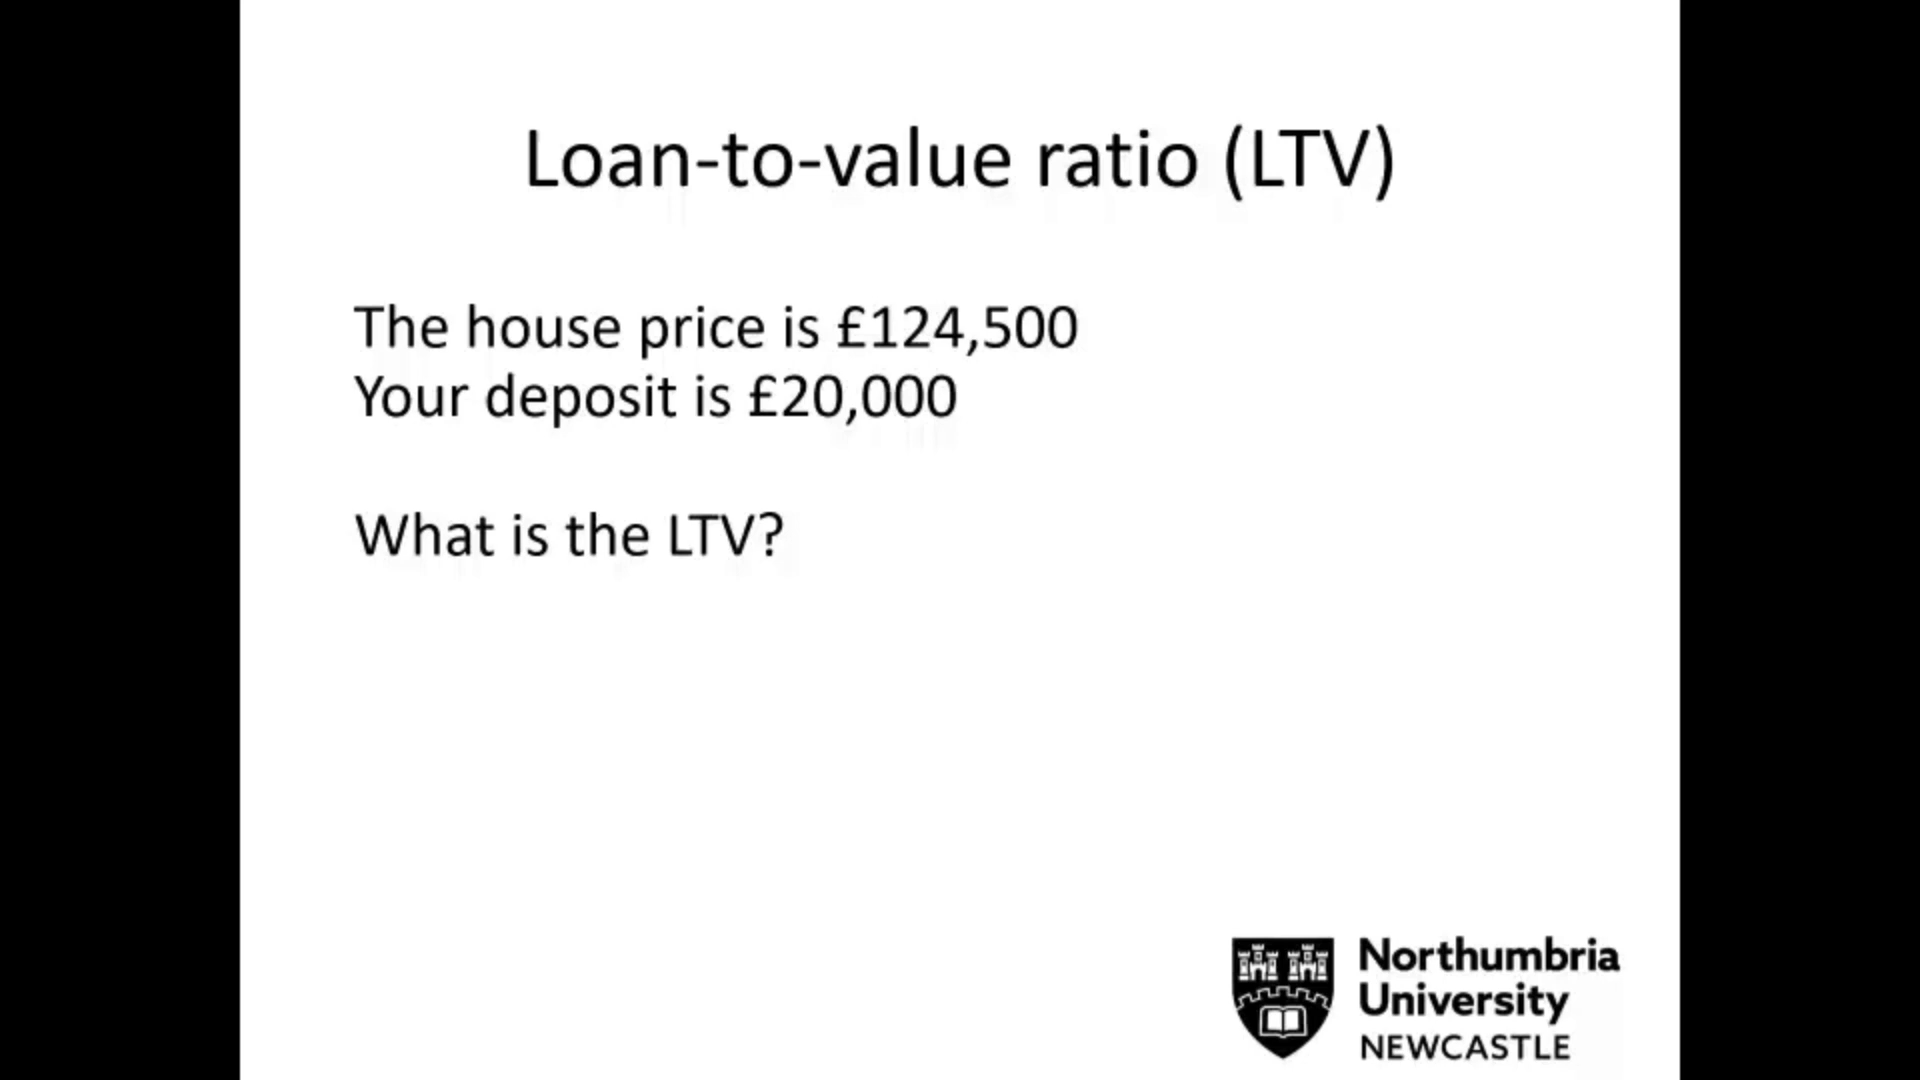 Loan-to-value ratio (LTV)
The house price is £124,500
Your deposit is £20,000
What is the LTV?
Northumbria
University
NEWCASTLE